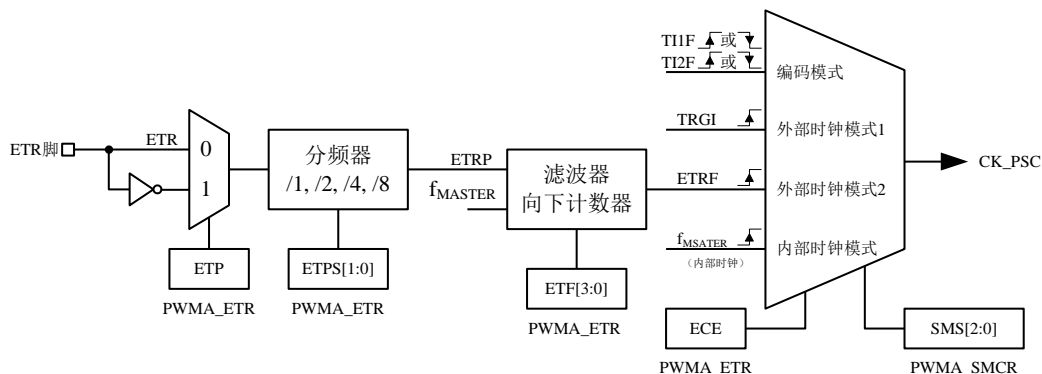 TI1F 或
TI2F 或
编码模式
TRGI
外部时钟模式1
ETR脚
ETR
0
1
分频器
/1, /2, /4, /8
ETRP
fMASTER
滤波器
向下计数器
ETRF
外部时钟模式2
CK_PSC
fMSATER
(内部时钟)
内部时钟模式
ETP
PWMA_ETR
ETPS[1:0]
PWMA_ETR
ETF[3:0]
PWMA_ETR
ECE
PWMA_ETR
SMS[2:0]
PWMA_SMCR